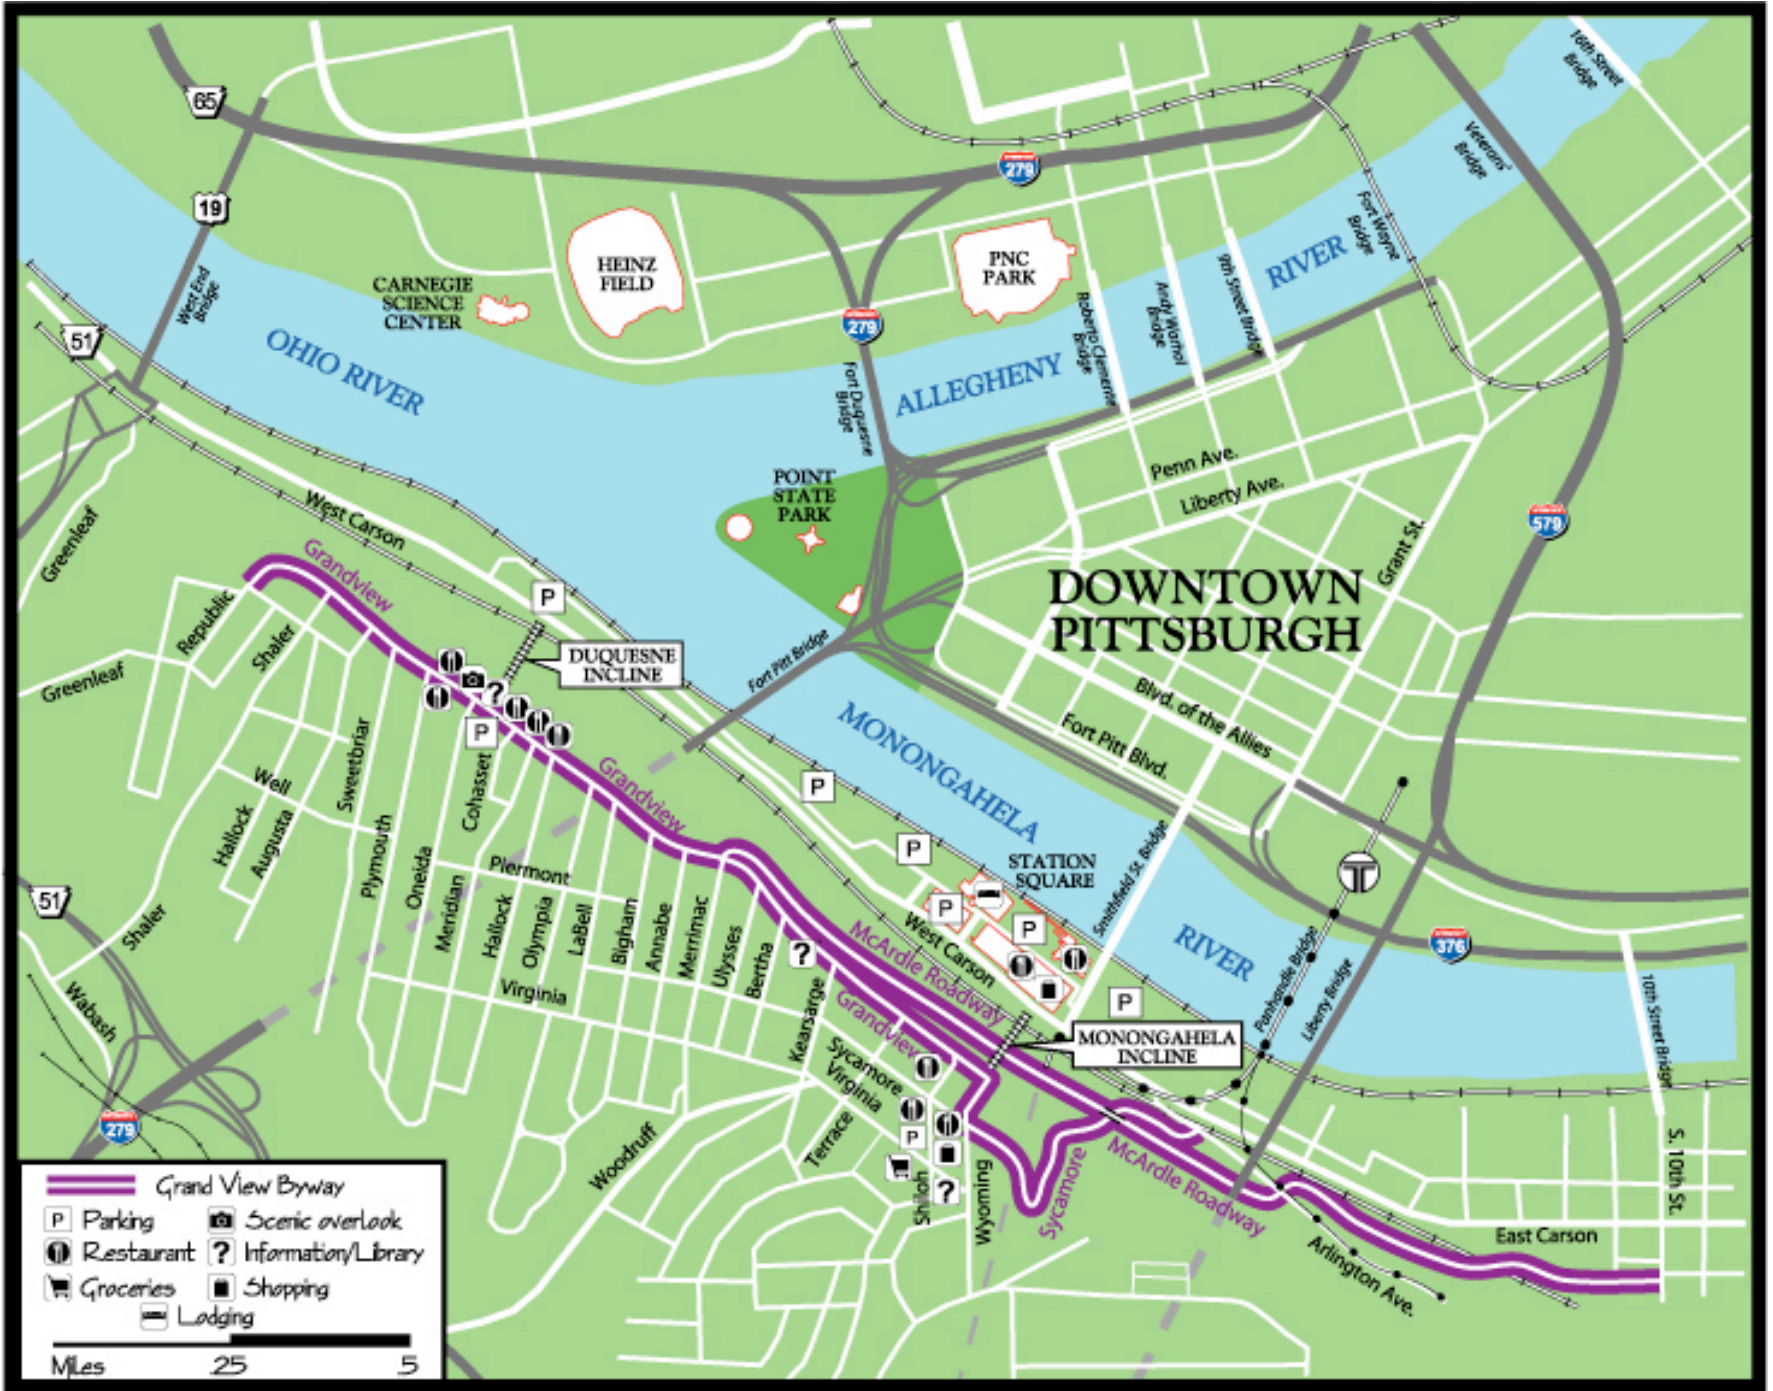 16th Street
Bridge
65
279
Veterans'
Bridge
19
Fort Wayne
Bridge
RIVER
PNC
PARK
HEINZ
FIELD
CARNEGIE
SCIENCE
CENTER
9th Street Bridge
Andy Warhol
Bridge
Roberto Clemente
Bridge
West End
Bridge
51
279
OHIO RIVER
ALLEGHENY
Fort Duquesne
Bridge
Penn Ave.
Liberty Ave.
POINT
STATE
PARK
West Carson
579
Grant St.
Greenleaf
Grandview
DOWNTOWN
PITTSBURGH
P
Republic
Shaler
DUQUESNE
INCLINE
Fort Pitt Bridge
Greenleaf
?
P
Blvd. of the Allies
Fort Pitt Blvd.
MONONGAHELA
Sweetbriar
Well
Cohasset
Grandview
P
Hallock
Augusta
Plymouth
Oneida
Piermont
P
STATION
SQUARE
Smithfield St. Bridge
T
51
Shaler
Meridian
Hallock
Olympia
LaBell
Bigham
Annabe
Merrimac
Ulysses
Bertha
P
P
West Carson
McArdle Roadway
RIVER
376
Panhandle Bridge
Liberty Bridge
10th Street Bridge
?
Virginia
Wabash
Kearsarge
Grandview
P
MONONGAHELA
INCLINE
Sycamore
Virginia
279
Terrace
P
Woodruff
Shiloh
?
Wyoming
Sycamore
McArdle Roadway
S. 10th St.
East Carson
Arlington Ave.
Grand View Byway
P Parking
Scenic overlook
Restaurant
? Information/Library
Groceries
Shopping
Lodging
Miles .25 .5